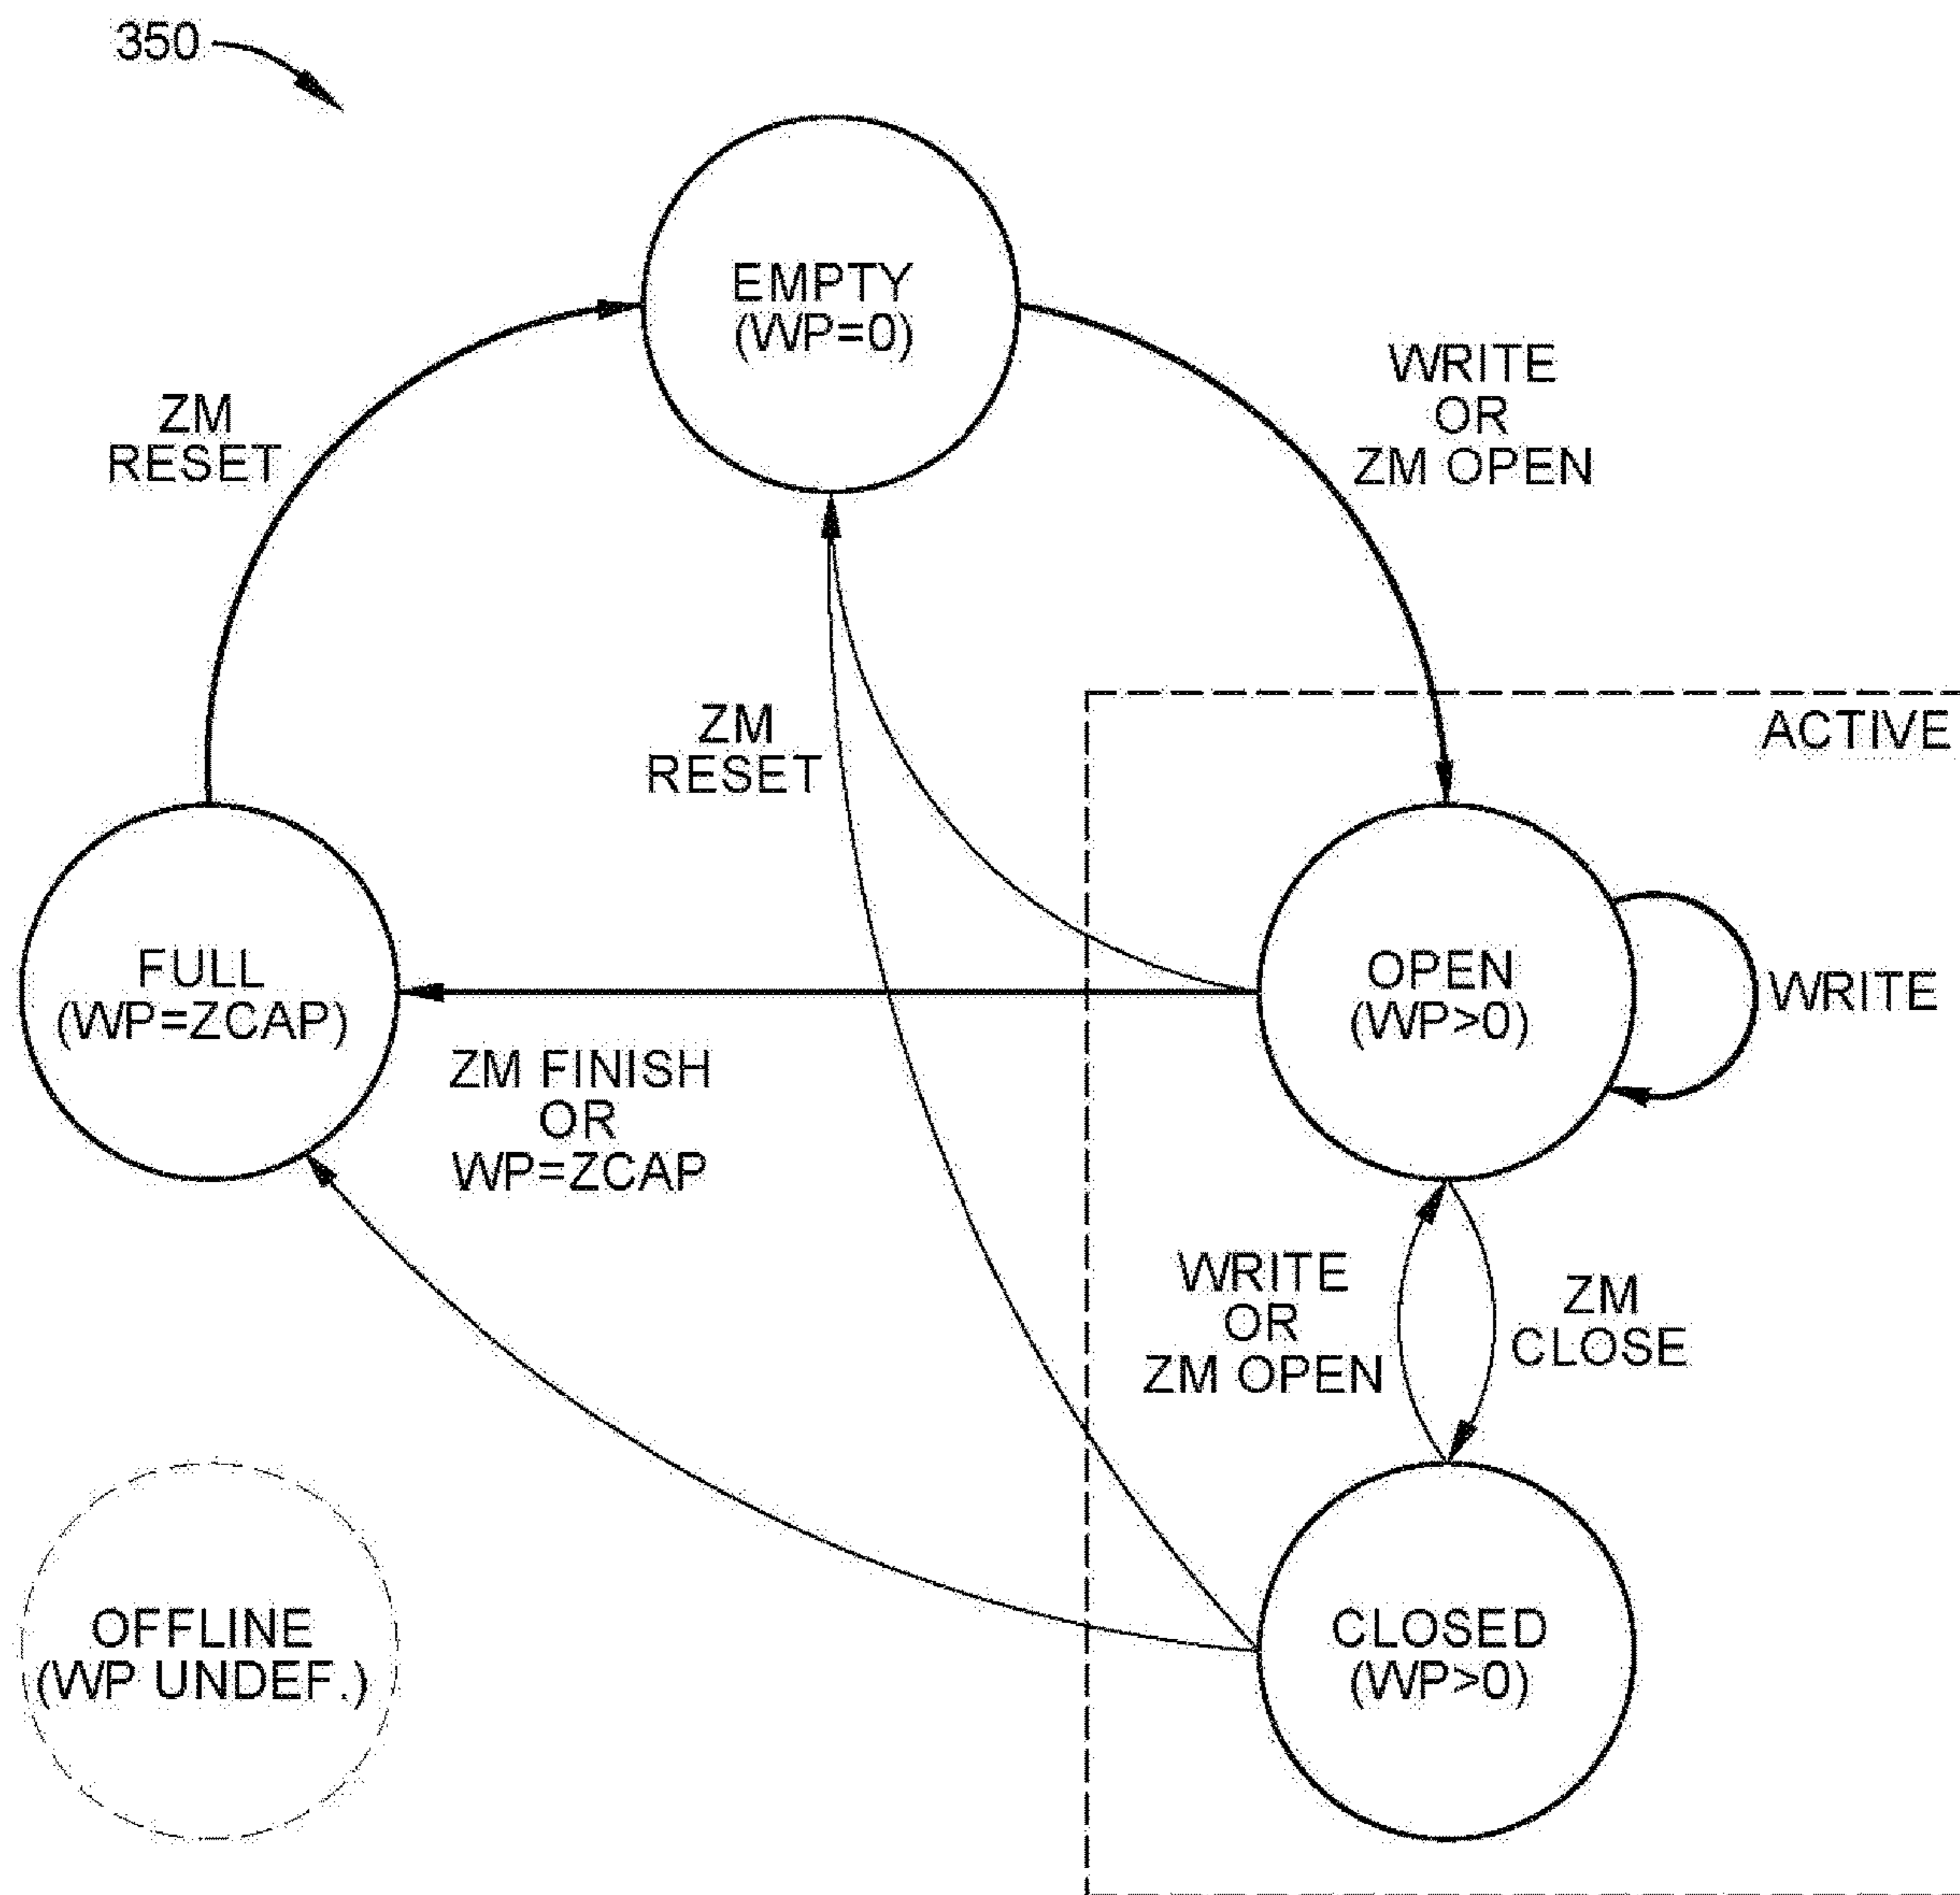 350
EMPTY
(WP=0)
WRITE
OR
ZM OPEN
ZM
RESET
ZM
RESET
ACTIVE
FULL
(WP=ZCAP)
OPEN
(WP>0)
WRITE
ZM FINISH
OR
WP=ZCAP
WRITE
OR
ZM OPEN
ZM
CLOSE
OFFLINE
(WP UNDEF.)
CLOSED
(WP>0)